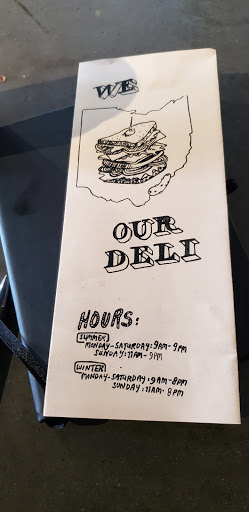 WE
OUR
DELI
HOURS:
SUMMER
MONDAY-SATURDAY: 9AM-9PM
SUNDAY: 11AM-9PM
WINTER
MONDAY-SATURDAY: 9AM-8PM
SUNDAY: 11AM-8PM